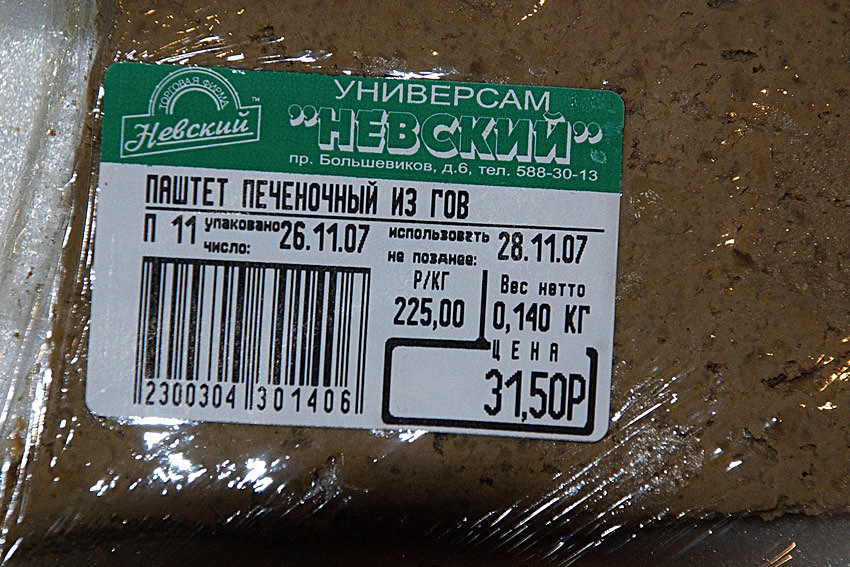 ТОРГОВАЯ ФИРМА
Невский
™
УНИВЕРСАМ
"НЕВСКИЙ"
пр. Большевиков, д.6, тел. 588-30-13
ПАШТЕТ ПЕЧЕНОЧНЫЙ ИЗ ГОВ
П 11 упаковано число: 26.11.07
использовать не позднее: 28.11.07
Р/КГ
225,00
Вес нетто
0,140 КГ
ЦЕНА
31,50Р
2300304 301406